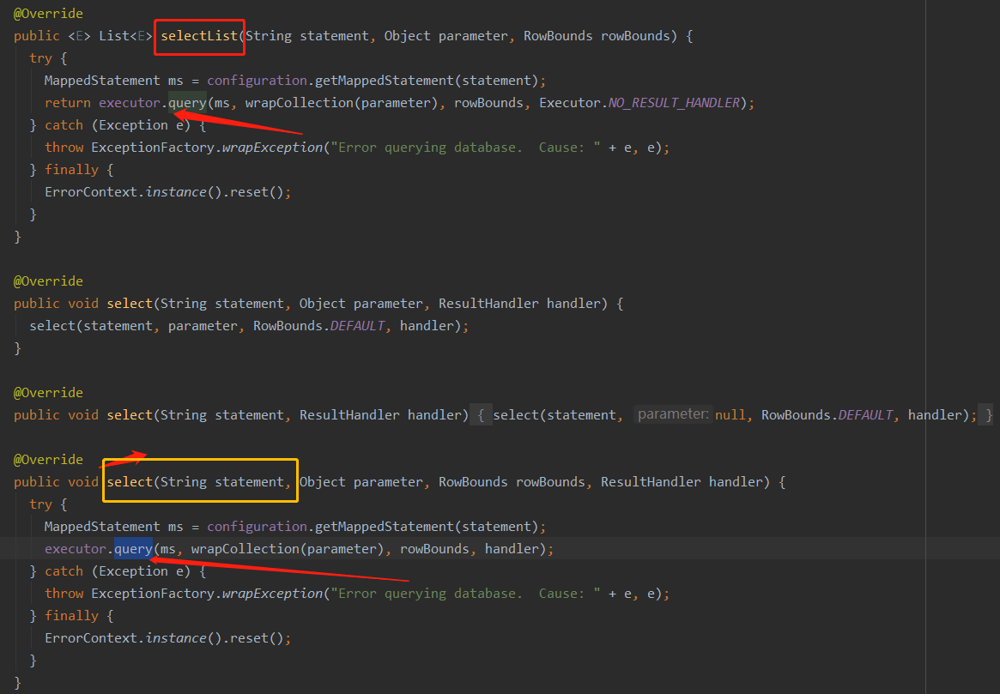 @Override
public <E> List<E> selectList(String statement, Object parameter, RowBounds rowBounds) {
try {
MappedStatement ms = configuration.getMappedStatement(statement);
return executor.query(ms, wrapCollection(parameter), rowBounds, Executor.NO_RESULT_HANDLER);
} catch (Exception e) {
throw ExceptionFactory.wrapException("Error querying database.  Cause: " + e, e);
} finally {
ErrorContext.instance().reset();
}
}
@Override
public void select(String statement, Object parameter, ResultHandler handler) {
select(statement, parameter, RowBounds.DEFAULT, handler);
}
@Override
public void select(String statement, ResultHandler handler) { select(statement, parameter: null, RowBounds.DEFAULT, handler); }
@Override
public void select(String statement, Object parameter, RowBounds rowBounds, ResultHandler handler) {
try {
MappedStatement ms = configuration.getMappedStatement(statement);
executor.query(ms, wrapCollection(parameter), rowBounds, handler);
} catch (Exception e) {
throw ExceptionFactory.wrapException("Error querying database.  Cause: " + e, e);
} finally {
ErrorContext.instance().reset();
}
}